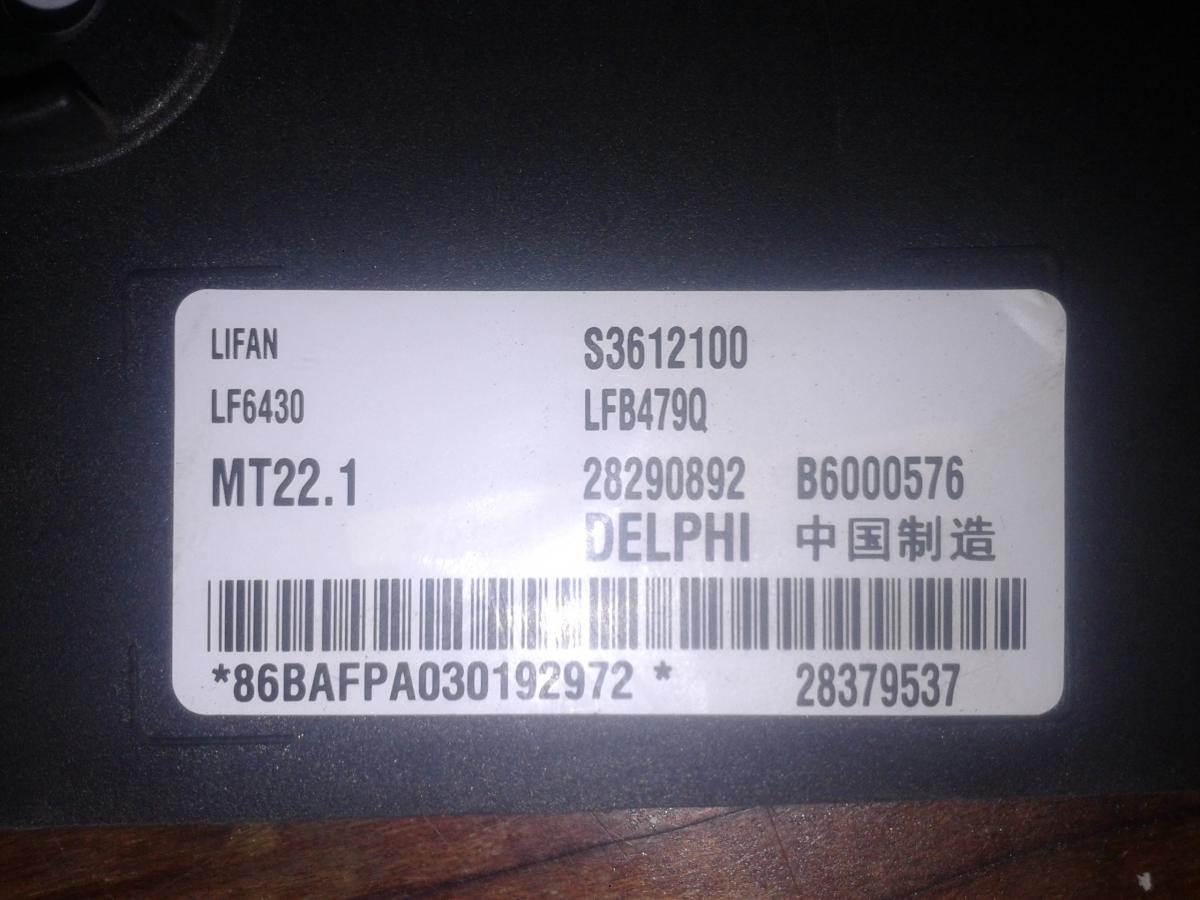 LIFAN S3612100
LF6430 LFB479Q
MT22.1 28290892 B6000576
DELPHI 中国制造
*86BAFPA030192972 * 28379537